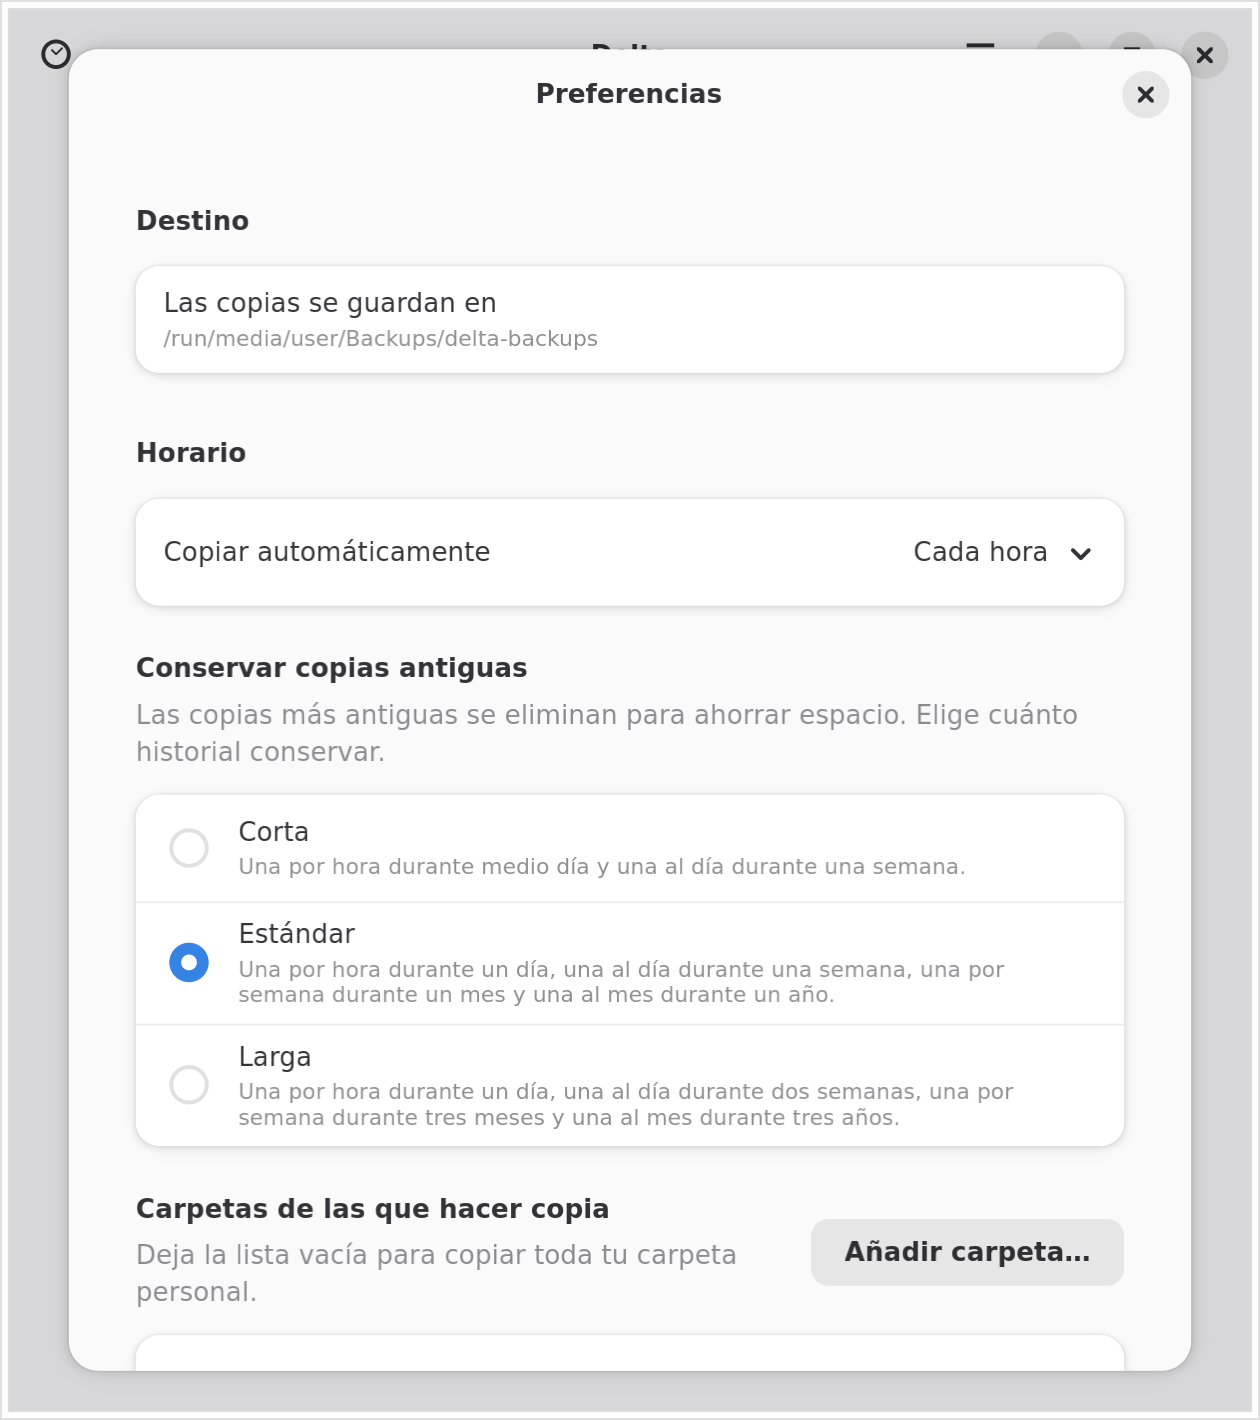 Preferencias
Destino
Las copias se guardan en
/run/media/user/Backups/delta-backups
Horario
Copiar automáticamente
Cada hora
Conservar copias antiguas
Las copias más antiguas se eliminan para ahorrar espacio. Elige cuánto
historial conservar.
Corta
Una por hora durante medio día y una al día durante una semana.
Estándar
Una por hora durante un día, una al día durante una semana, una por
semana durante un mes y una al mes durante un año.
Larga
Una por hora durante un día, una al día durante dos semanas, una por
semana durante tres meses y una al mes durante tres años.
Carpetas de las que hacer copia
Deja la lista vacía para copiar toda tu carpeta
personal.
Añadir carpeta…